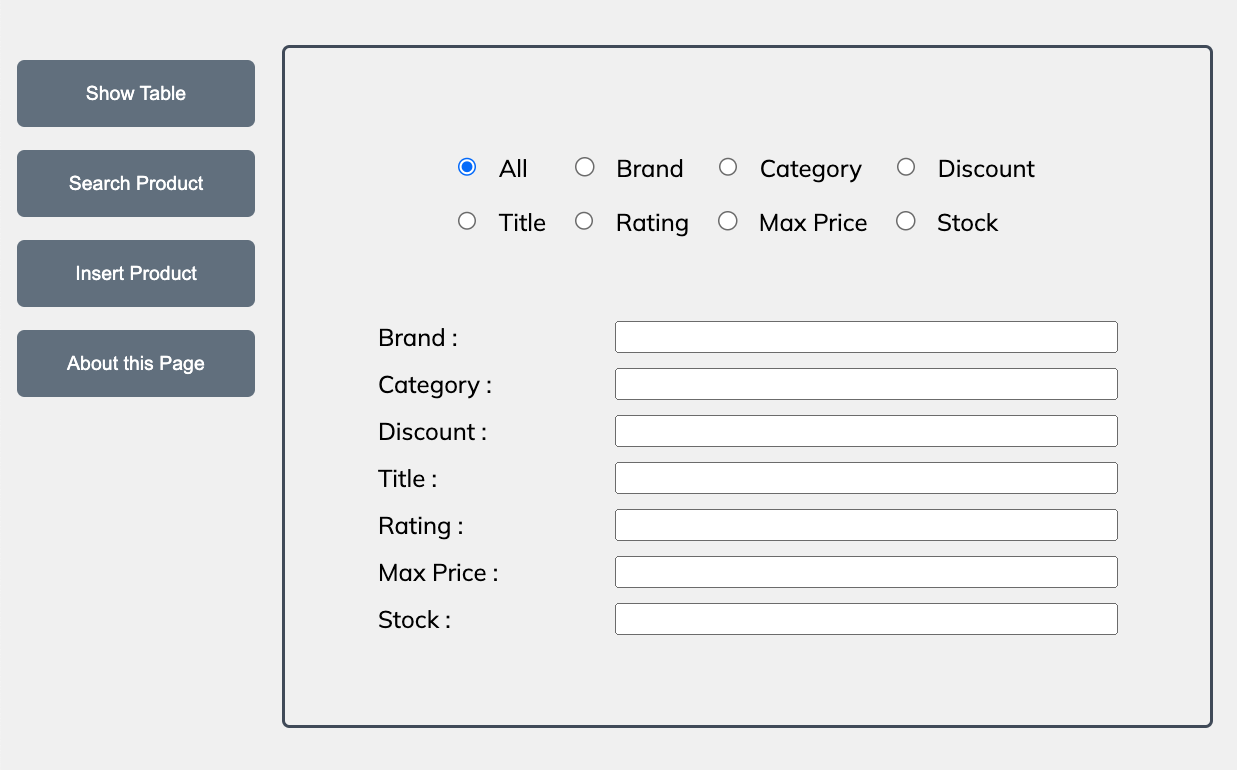 Show Table
Search Product
Insert Product
About this Page
All Brand Category Discount
Title Rating Max Price Stock
Brand :
Category :
Discount :
Title :
Rating :
Max Price :
Stock :